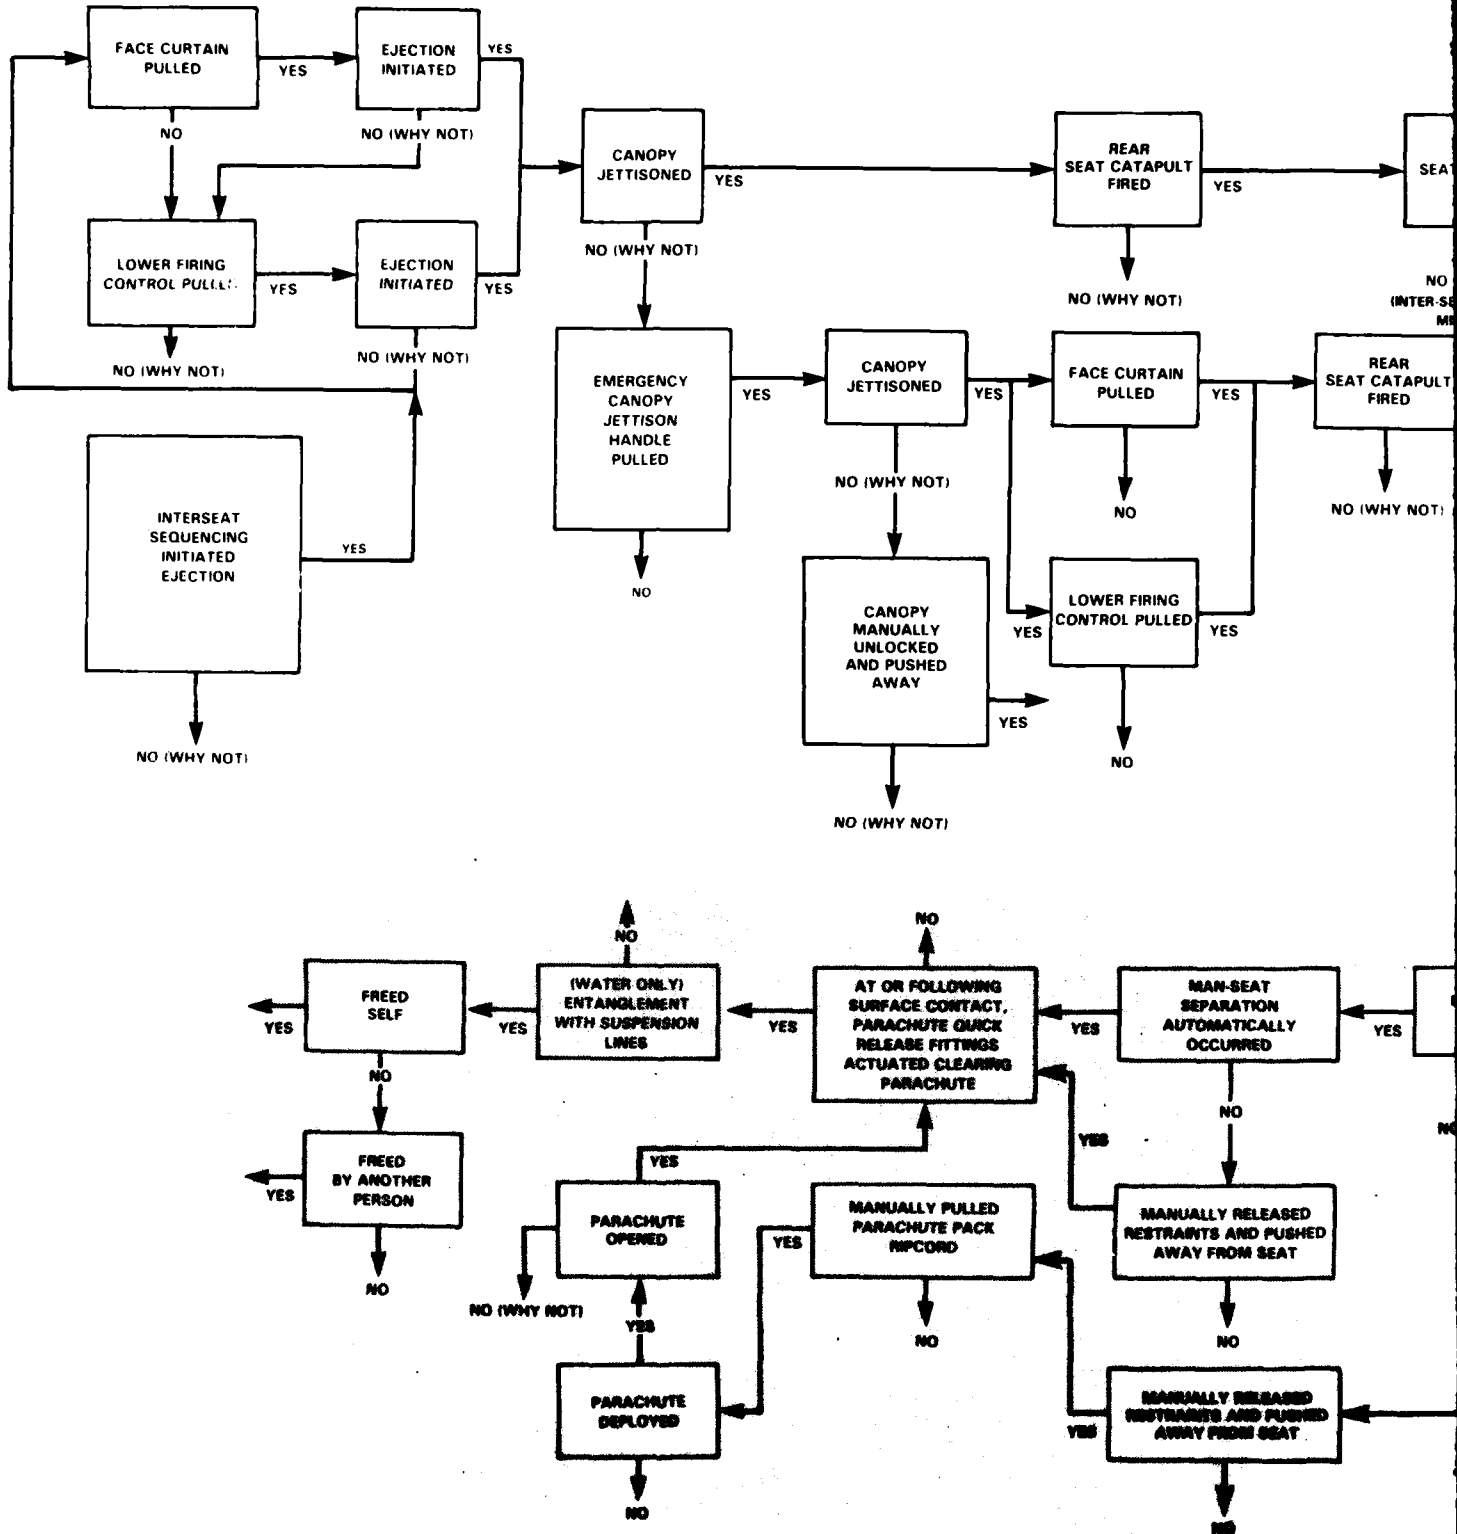 FACE CURTAIN
PULLED
YES
EJECTION
INITIATED
YES
NO
NO (WHY NOT)
CANOPY
JETTISONED
YES
REAR
SEAT CATAPULT
FIRED
YES
LOWER FIRING
CONTROL PULLED
YES
EJECTION
INITIATED
YES
NO (WHY NOT)
NO (WHY NOT)
NO (WHY NOT)
NO (WHY NOT)
NO
NO (WHY NOT)
INTERSEAT
SEQUENCING
INITIATED
EJECTION
YES
NO (WHY NOT)
EMERGENCY
CANOPY
JETTISON
HANDLE
PULLED
YES
NO
CANOPY
JETTISONED
YES
NO (WHY NOT)
FACE CURTAIN
PULLED
YES
NO
REAR
SEAT CATAPULT
FIRED
NO (WHY NOT)
CANOPY
MANUALLY
UNLOCKED
AND PUSHED
AWAY
YES
NO (WHY NOT)
YES
LOWER FIRING
CONTROL PULLED
YES
NO
NO
NO
FREED
SELF
YES
NO
(WATER ONLY)
ENTANGLEMENT
WITH SUSPENSION
LINES
YES
AT OR FOLLOWING
SURFACE CONTACT,
PARACHUTE QUICK
RELEASE FITTINGS
ACTUATED CLEARING
PARACHUTE
YES
MAN-SEAT
SEPARATION
AUTOMATICALLY
OCCURRED
YES
YES
NO
FREED
BY ANOTHER
PERSON
YES
NO
YES
PARACHUTE
OPENED
NO (WHY NOT)
YES
MANUALLY PULLED
PARACHUTE PACK
RIPCORD
YES
NO
YES
MANUALLY RELEASED
RESTRAINTS AND PUSHED
AWAY FROM SEAT
NO
PARACHUTE
DEPLOYED
NO
MANUALLY RELEASED
RESTRAINTS AND PUSHED
AWAY FROM SEAT
YES
NO